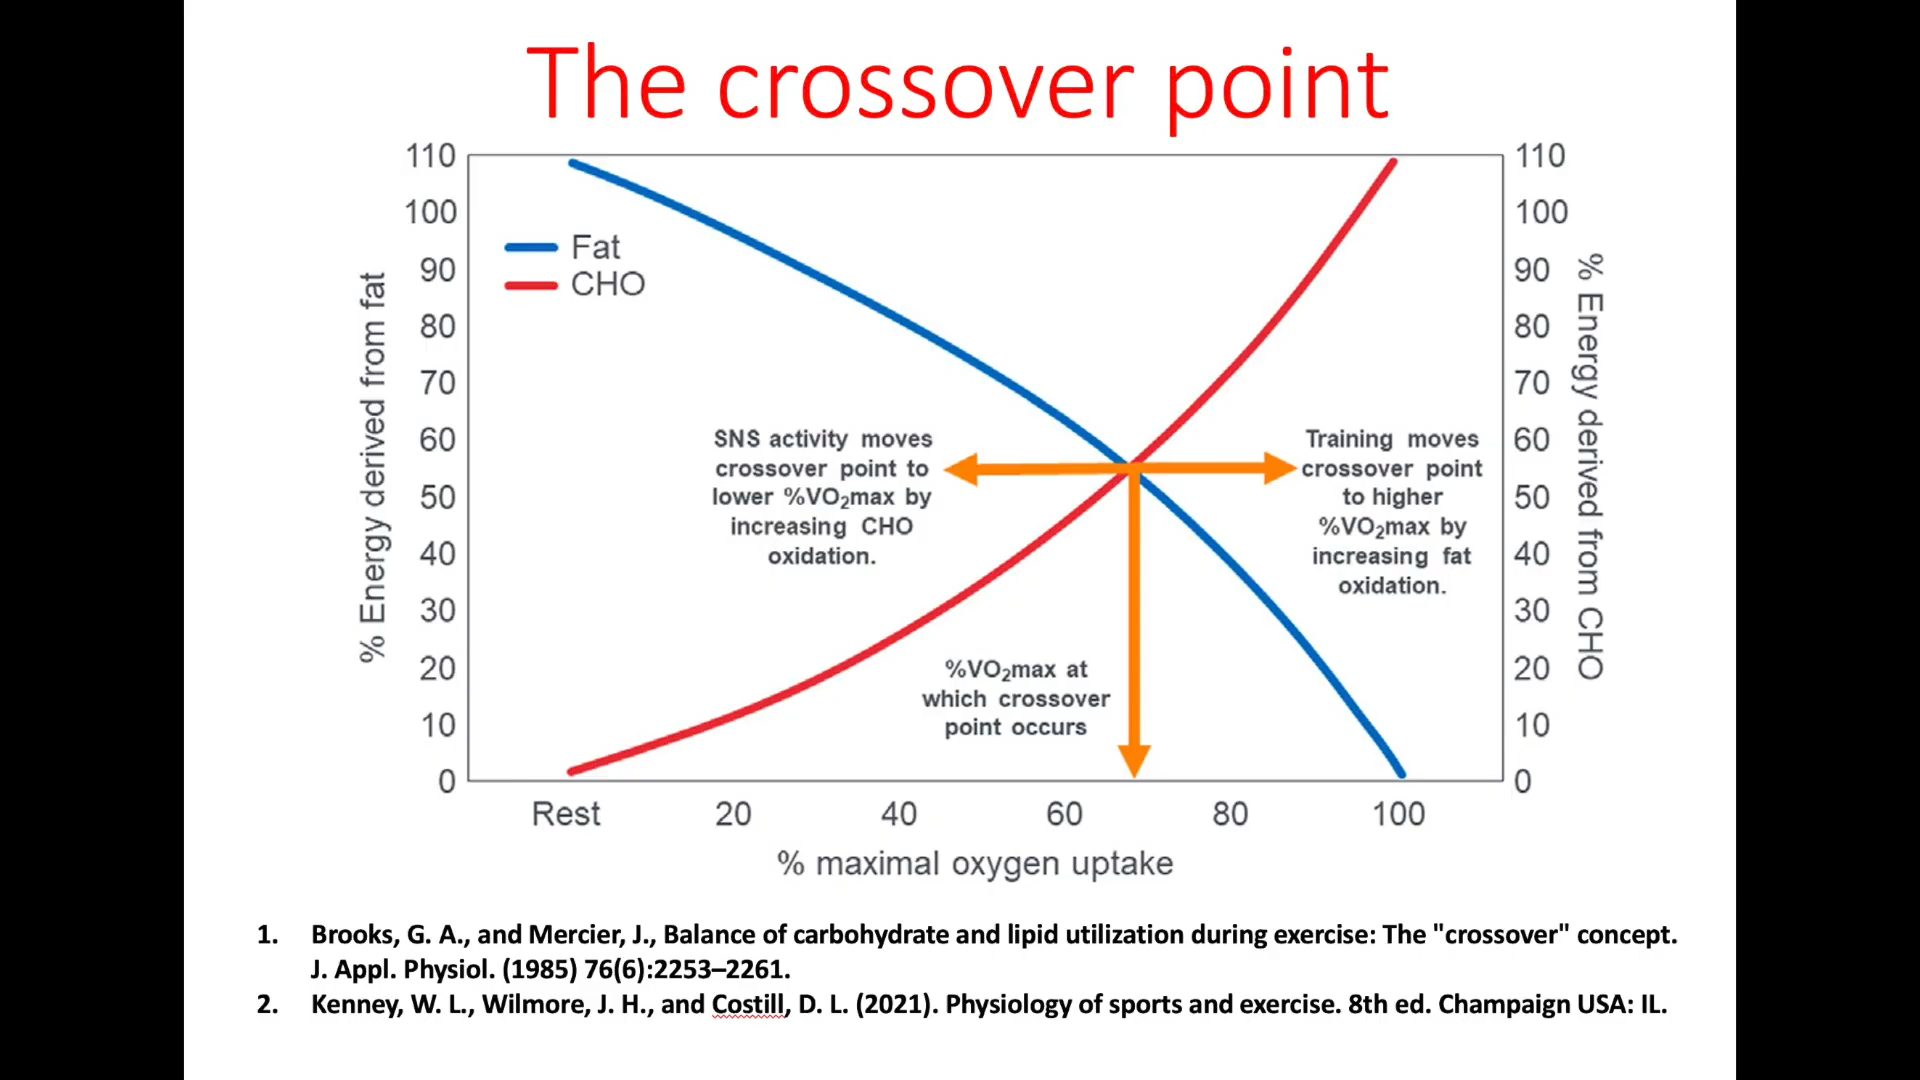 The crossover point
110
100
90
80
70
60
50
40
30
20
10
0
% Energy derived from fat
Fat
CHO
SNS activity moves
crossover point to
lower %VO₂max by
increasing CHO
oxidation.
%VO₂max at
which crossover
point occurs
Training moves
crossover point
to higher
%VO₂max by
increasing fat
oxidation.
110
100
90
80
70
60
50
40
30
20
10
0
% Energy derived from CHO
Rest 20 40 60 80 100
% maximal oxygen uptake
1. Brooks, G. A., and Mercier, J., Balance of carbohydrate and lipid utilization during exercise: The "crossover" concept.
J. Appl. Physiol. (1985) 76(6):2253–2261.
2. Kenney, W. L., Wilmore, J. H., and Costill, D. L. (2021). Physiology of sports and exercise. 8th ed. Champaign USA: IL.